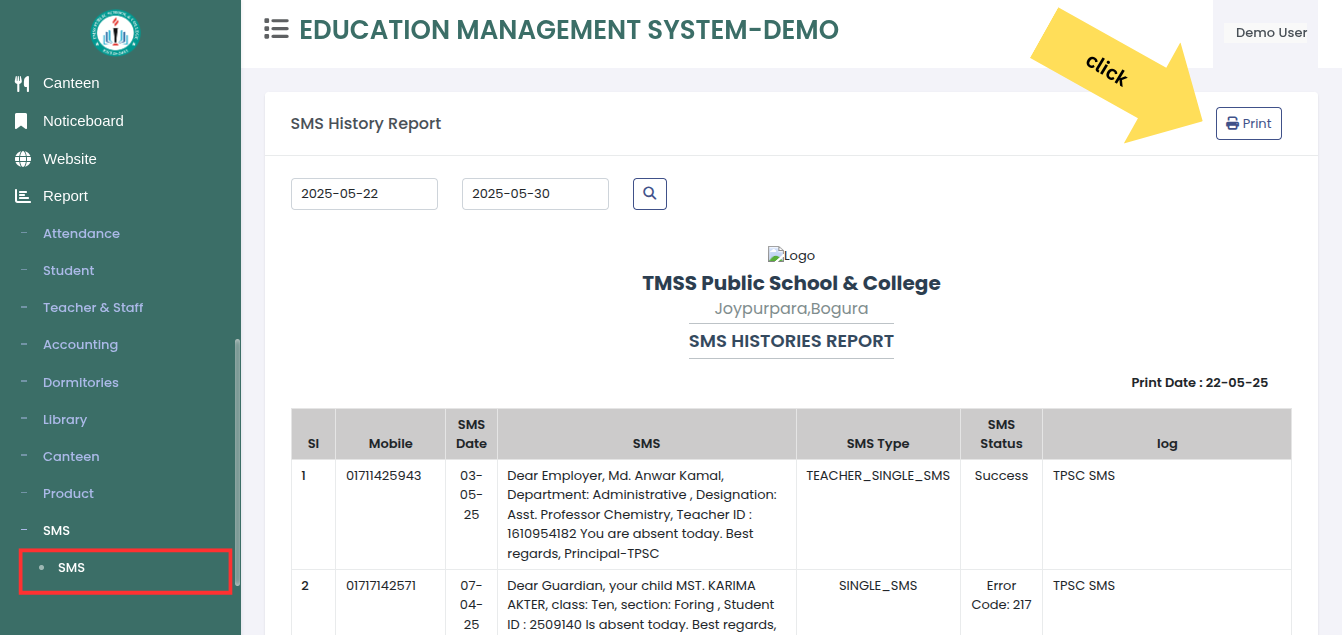 EDUCATION MANAGEMENT SYSTEM-DEMO
Demo User
click
Canteen
Noticeboard
Website
Report
Attendance
Student
Teacher & Staff
Accounting
Dormitories
Library
Canteen
Product
SMS
SMS
SMS History Report
Print
2025-05-22
2025-05-30
Logo
TMSS Public School & College
Joypurpara,Bogura
SMS HISTORIES REPORT
Print Date : 22-05-25
Sl Mobile SMS Date SMS SMS Type SMS Status log
1 01711425943 03-05-25
Dear Employer, Md. Anwar Kamal,
Department: Administrative , Designation:
Asst. Professor Chemistry, Teacher ID :
1610954182 You are absent today. Best
regards, Principal-TPSC
TEACHER_SINGLE_SMS Success TPSC SMS
2 01717142571 07-04-25
Dear Guardian, your child MST. KARIMA
AKTER, class: Ten, section: Foring , Student
ID : 2509140 Is absent today. Best regards,
SINGLE_SMS
Error
Code: 217
TPSC SMS